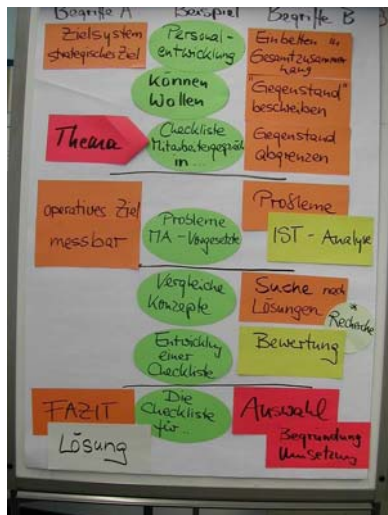 Begriffe A
Beispiel
Begriffe B
Zielsystem
strategisches Ziel
Personal-
entwicklung
Einbetten in
Gesamtzusammen
hang
Können
Wollen
"Gegenstand"
beschreiben
Thema
Checkliste
Mitarbeitergespräch
in ...
Gegenstand
abgrenzen
operatives Ziel
messbar
Probleme
MA - Vorgesetzte
Probleme
IST - Analyse
Vergleiche
Konzepte
Suche nach
Lösungen
Recherche
Entwicklung
einer
Checkliste
Bewertung
FAZIT
Lösung
Die
Checkliste
für ...
Auswahl
Begründung
Umsetzung